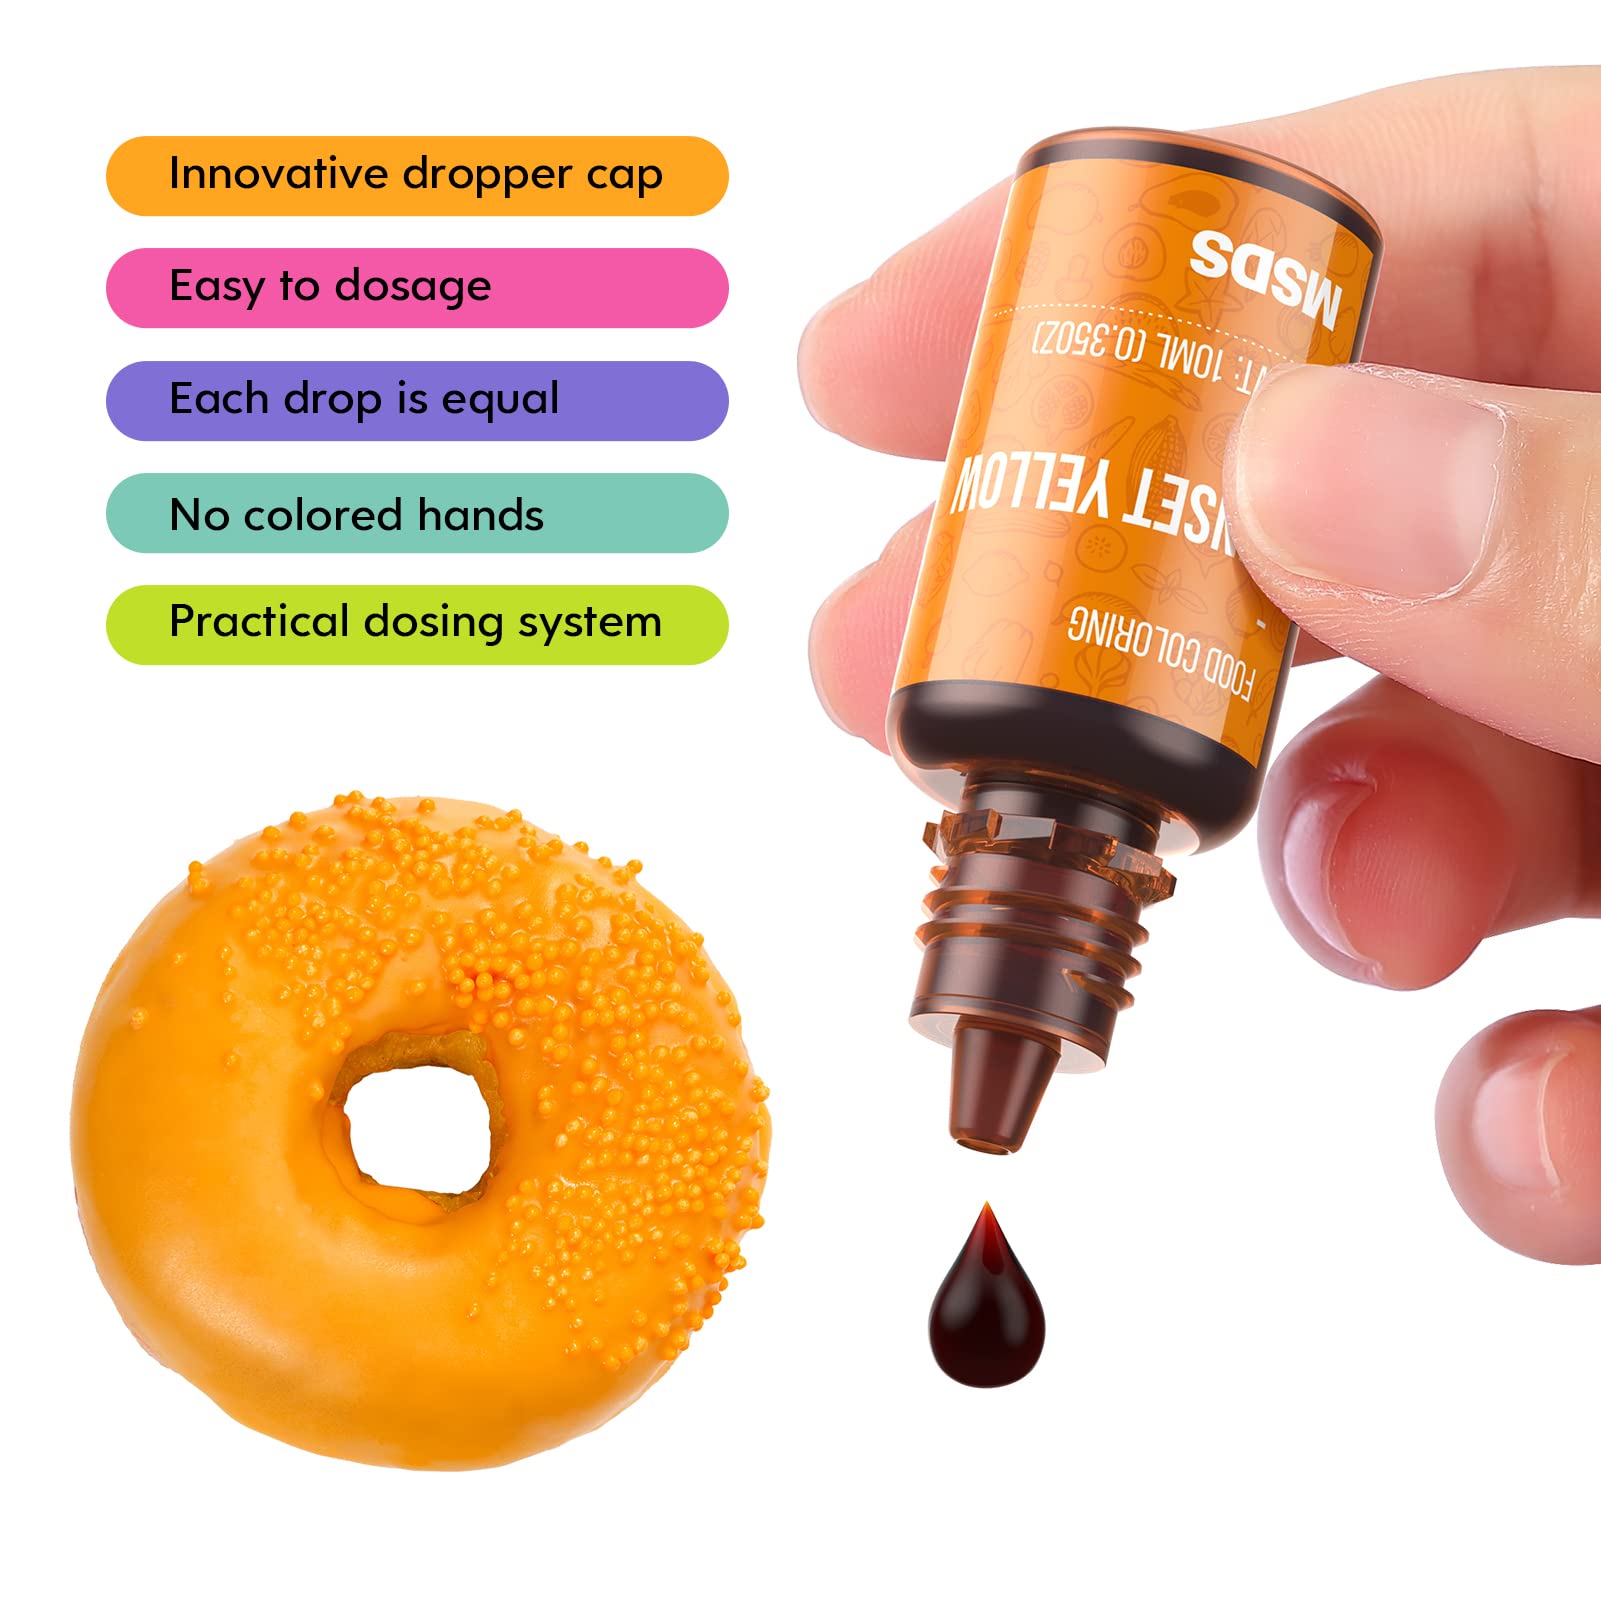 Innovative dropper cap
Easy to dosage
Each drop is equal
No colored hands
Practical dosing system
MSDS
10ML (0.35OZ)
YELLOW
FOOD COLORING